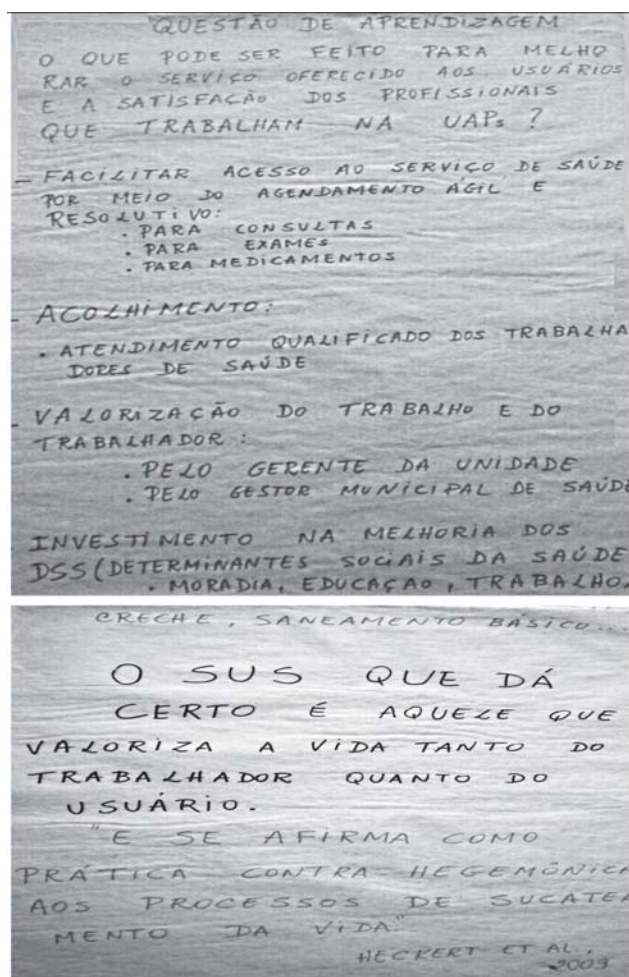 QUESTÃO DE APRENDIZAGEM
O QUE PODE SER FEITO PARA MELHO
RAR O SERVIÇO OFERECIDO AOS USUÁRIOS
E A SATISFAÇÃO DOS PROFISSIONAIS
QUE TRABALHAM NA UAPs ?
- FACILITAR ACESSO AO SERVIÇO DE SAÚDE
POR MEIO DO AGENDAMENTO ÁGIL E
RESOLUTIVO:
. PARA CONSULTAS
. PARA EXAMES
. PARA MEDICAMENTOS
- ACOLHIMENTO:
. ATENDIMENTO QUALIFICADO DOS TRABALHA
DORES DE SAÚDE
- VALORIZAÇÃO DO TRABALHO E DO
TRABALHADOR :
. PELO GERENTE DA UNIDADE
. PELO GESTOR MUNICIPAL DE SAÚDE
INVESTIMENTO NA MELHORIA DOS
DSS (DETERMINANTES SOCIAIS DA SAÚDE
. MORADIA, EDUCAÇÃO, TRABALHO,
CRECHE, SANEAMENTO BÁSICO...
O SUS QUE DÁ
CERTO É AQUELE QUE
VALORIZA A VIDA TANTO DO
TRABALHADOR QUANTO DO
USUÁRIO.
"E SE AFIRMA COMO
PRÁTICA CONTRA-HEGEMÔNICA
AOS PROCESSOS DE SUCATEA
MENTO DA VIDA."
HECKERT ET AL,
2009